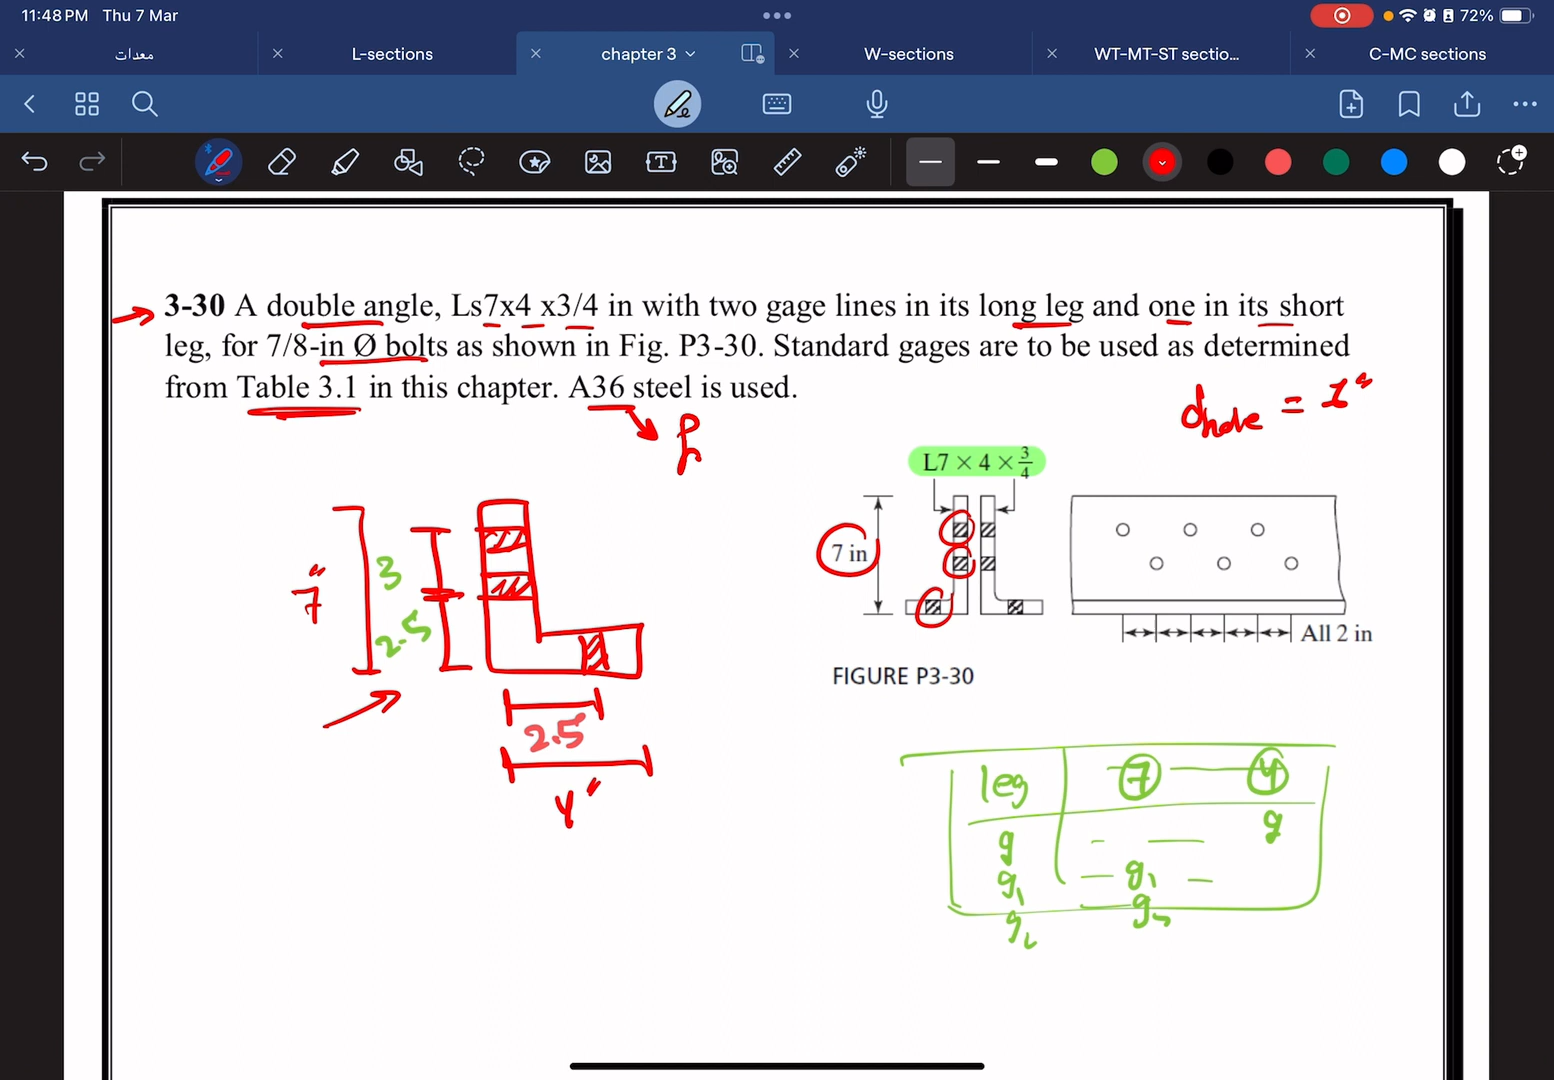 11:48 PM Thu 7 Mar
72%
معدات
L-sections
chapter 3
W-sections
WT-MT-ST sectio...
C-MC sections
3-30 A double angle, Ls7x4 x3/4 in with two gage lines in its long leg and one in its short
leg, for 7/8-in Ø bolts as shown in Fig. P3-30. Standard gages are to be used as determined
from Table 3.1 in this chapter. A36 steel is used.
dhole = 1"
L7 × 4 × 3/4
7 in
All 2 in
FIGURE P3-30
7"
3
2.5
2.5
4"
leg 7 4
g g
g1 g1
g2